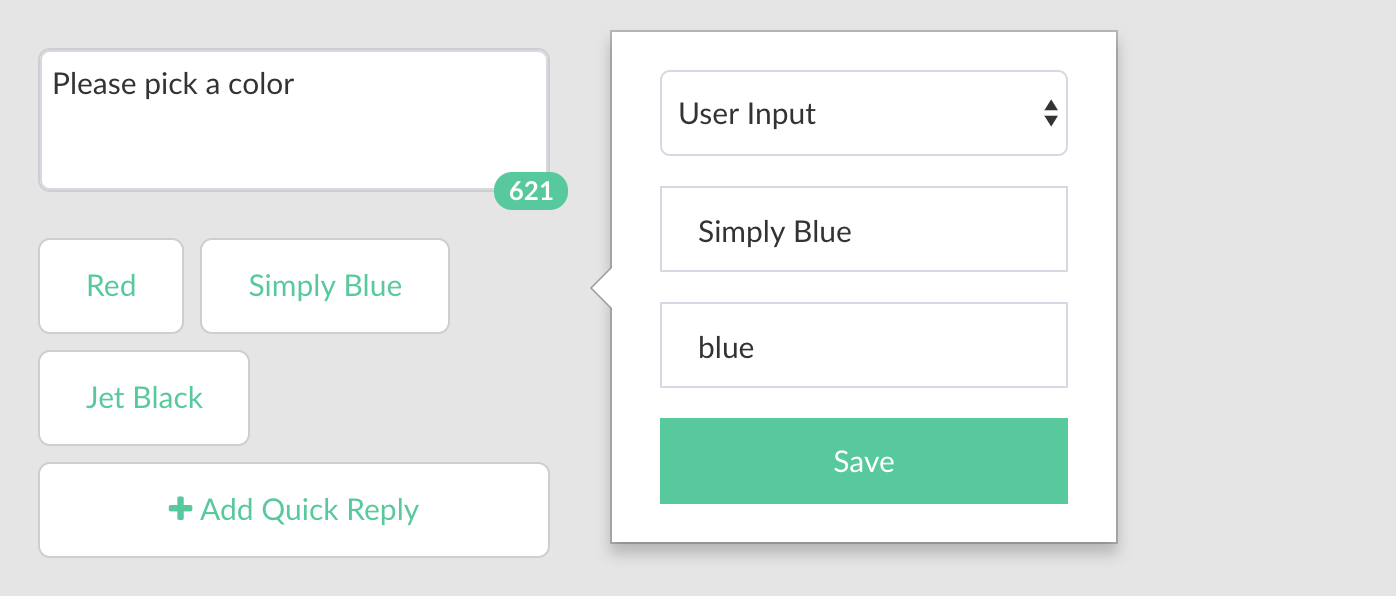 Please pick a color
621
Red
Simply Blue
Jet Black
Add Quick Reply
User Input
Simply Blue
blue
Save